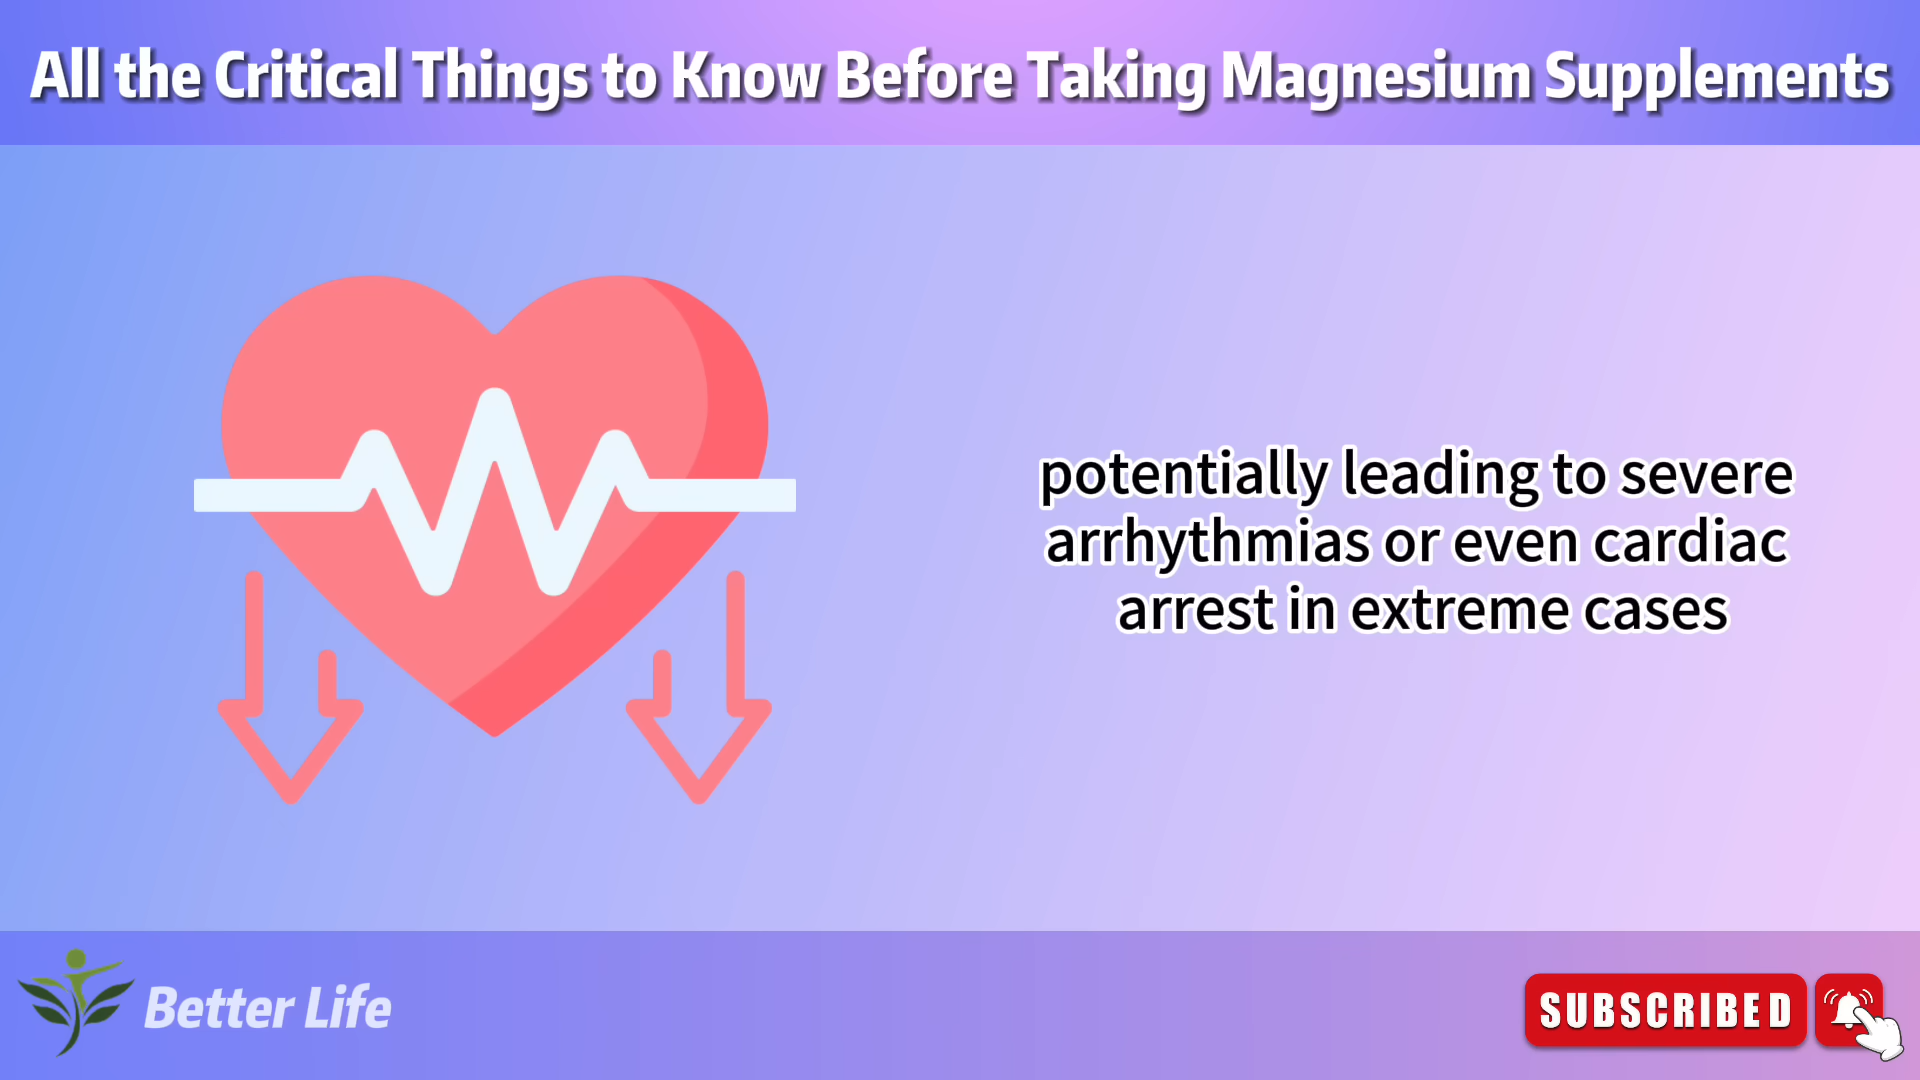 All the Critical Things to Know Before Taking Magnesium Supplements
potentially leading to severe
arrhythmias or even cardiac
arrest in extreme cases
Better Life
SUBSCRIBED